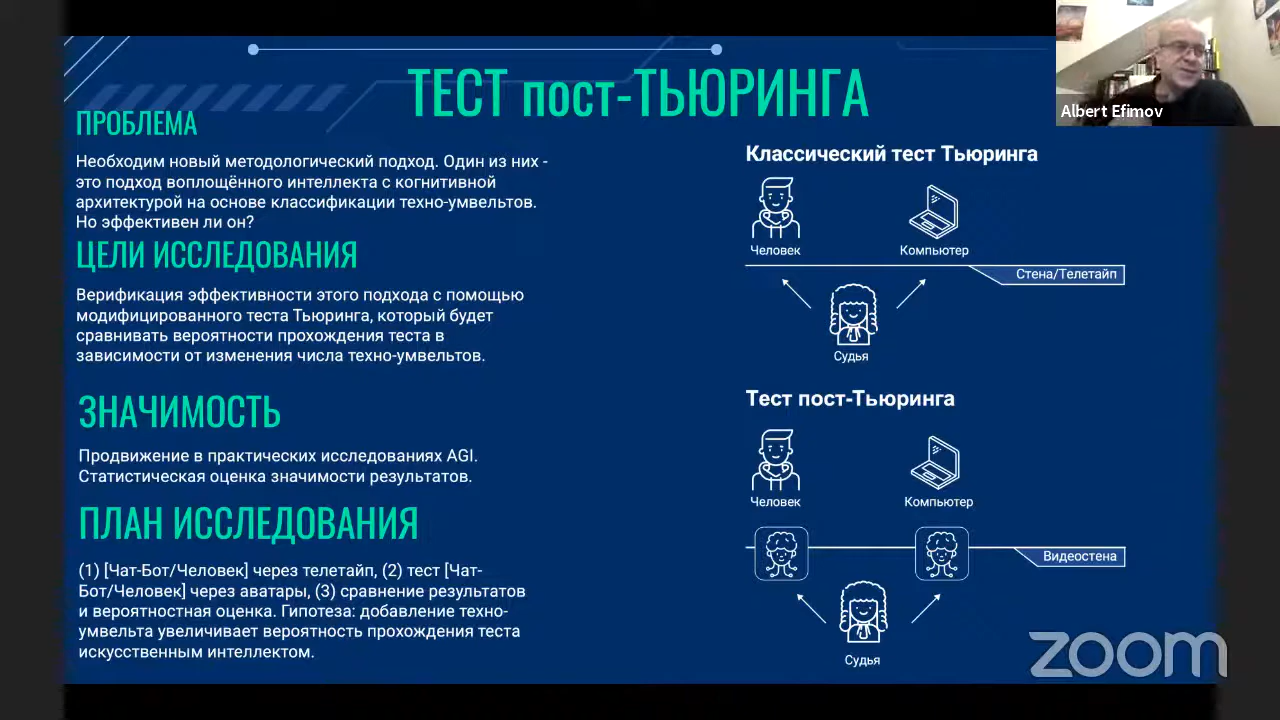 ТЕСТ пост-ТЬЮРИНГА
Albert Efimov
ПРОБЛЕМА
Необходим новый методологический подход. Один из них -
это подход воплощённого интеллекта с когнитивной
архитектурой на основе классификации техно-умвельтов.
Но эффективен ли он?
ЦЕЛИ ИССЛЕДОВАНИЯ
Верификация эффективности этого подхода с помощью
модифицированного теста Тьюринга, который будет
сравнивать вероятности прохождения теста в
зависимости от изменения числа техно-умвельтов.
ЗНАЧИМОСТЬ
Продвижение в практических исследованиях AGI.
Статистическая оценка значимости результатов.
ПЛАН ИССЛЕДОВАНИЯ
(1) [Чат-Бот/Человек] через телетайп, (2) тест [Чат-
Бот/Человек] через аватары, (3) сравнение результатов
и вероятностная оценка. Гипотеза: добавление техно-
умвельта увеличивает вероятность прохождения теста
искусственным интеллектом.
Классический тест Тьюринга
Человек
Компьютер
Стена/Телетайп
Судья
Тест пост-Тьюринга
Человек
Компьютер
Видеостена
Судья
zoom